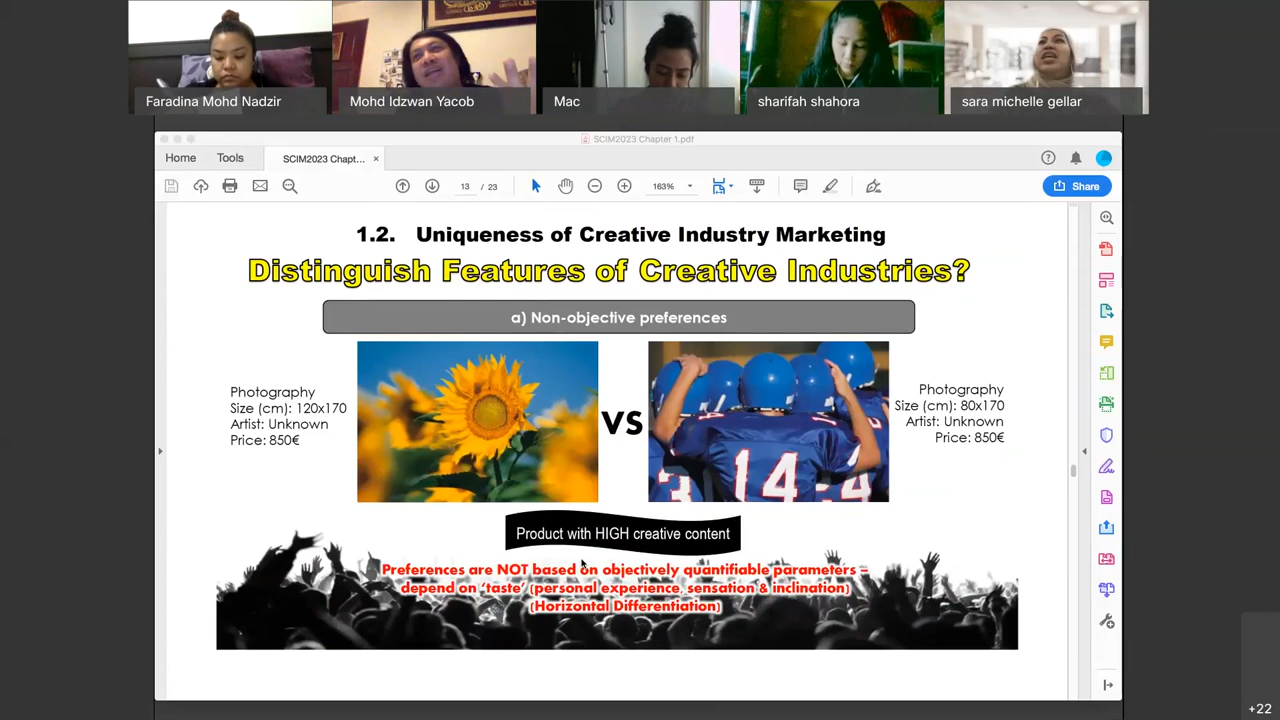 Faradina Mohd Nadzir
Mohd Idzwan Yacob
Mac
sharifah shahora
sara michelle gellar
SCIM2023 Chapter 1.pdf
Home
Tools
SCIM2023 Chapt...
13 / 23
163%
Share
1.2. Uniqueness of Creative Industry Marketing
Distinguish Features of Creative Industries?
a) Non-objective preferences
Photography
Size (cm): 120x170
Artist: Unknown
Price: 850€
VS
14
Photography
Size (cm): 80x170
Artist: Unknown
Price: 850€
Product with HIGH creative content
Preferences are NOT based on objectively quantifiable parameters =
depend on ‘taste’ (personal experience, sensation & inclination)
(Horizontal Differentiation)
+22